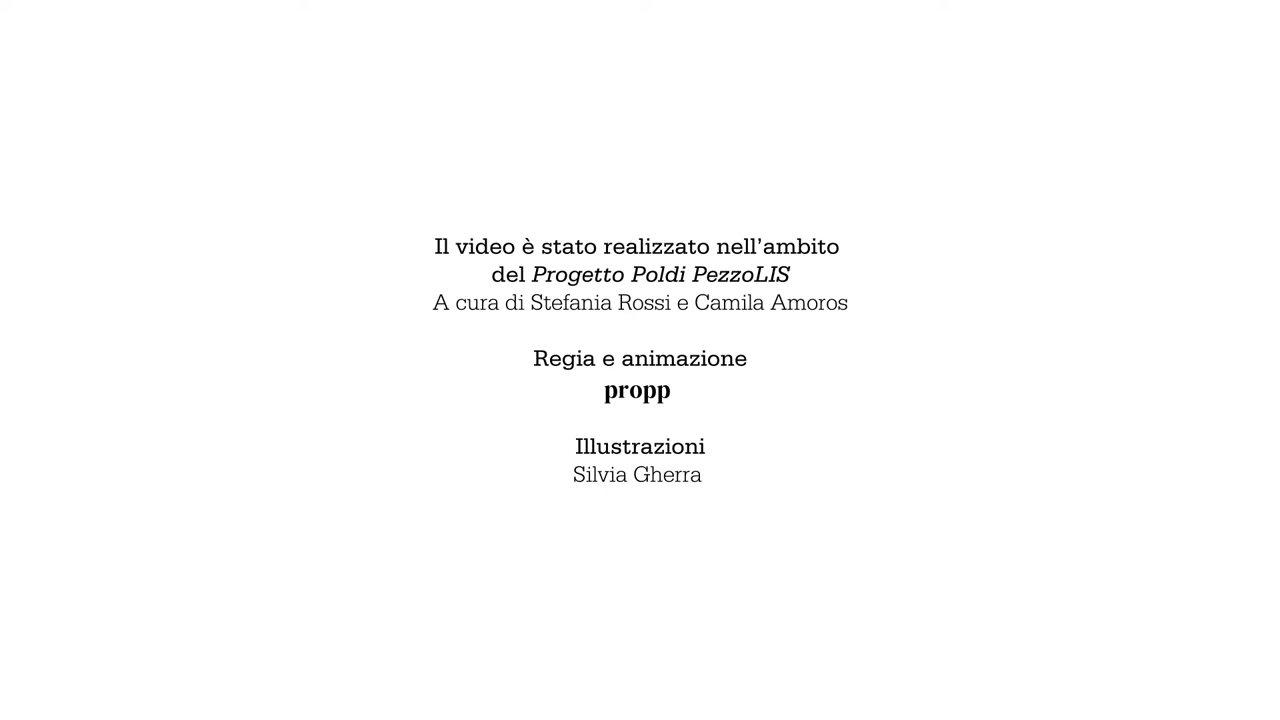 Il video è stato realizzato nell’ambito
del Progetto Poldi PezzoLIS
A cura di Stefania Rossi e Camila Amoros
Regia e animazione
propp
Illustrazioni
Silvia Gherra